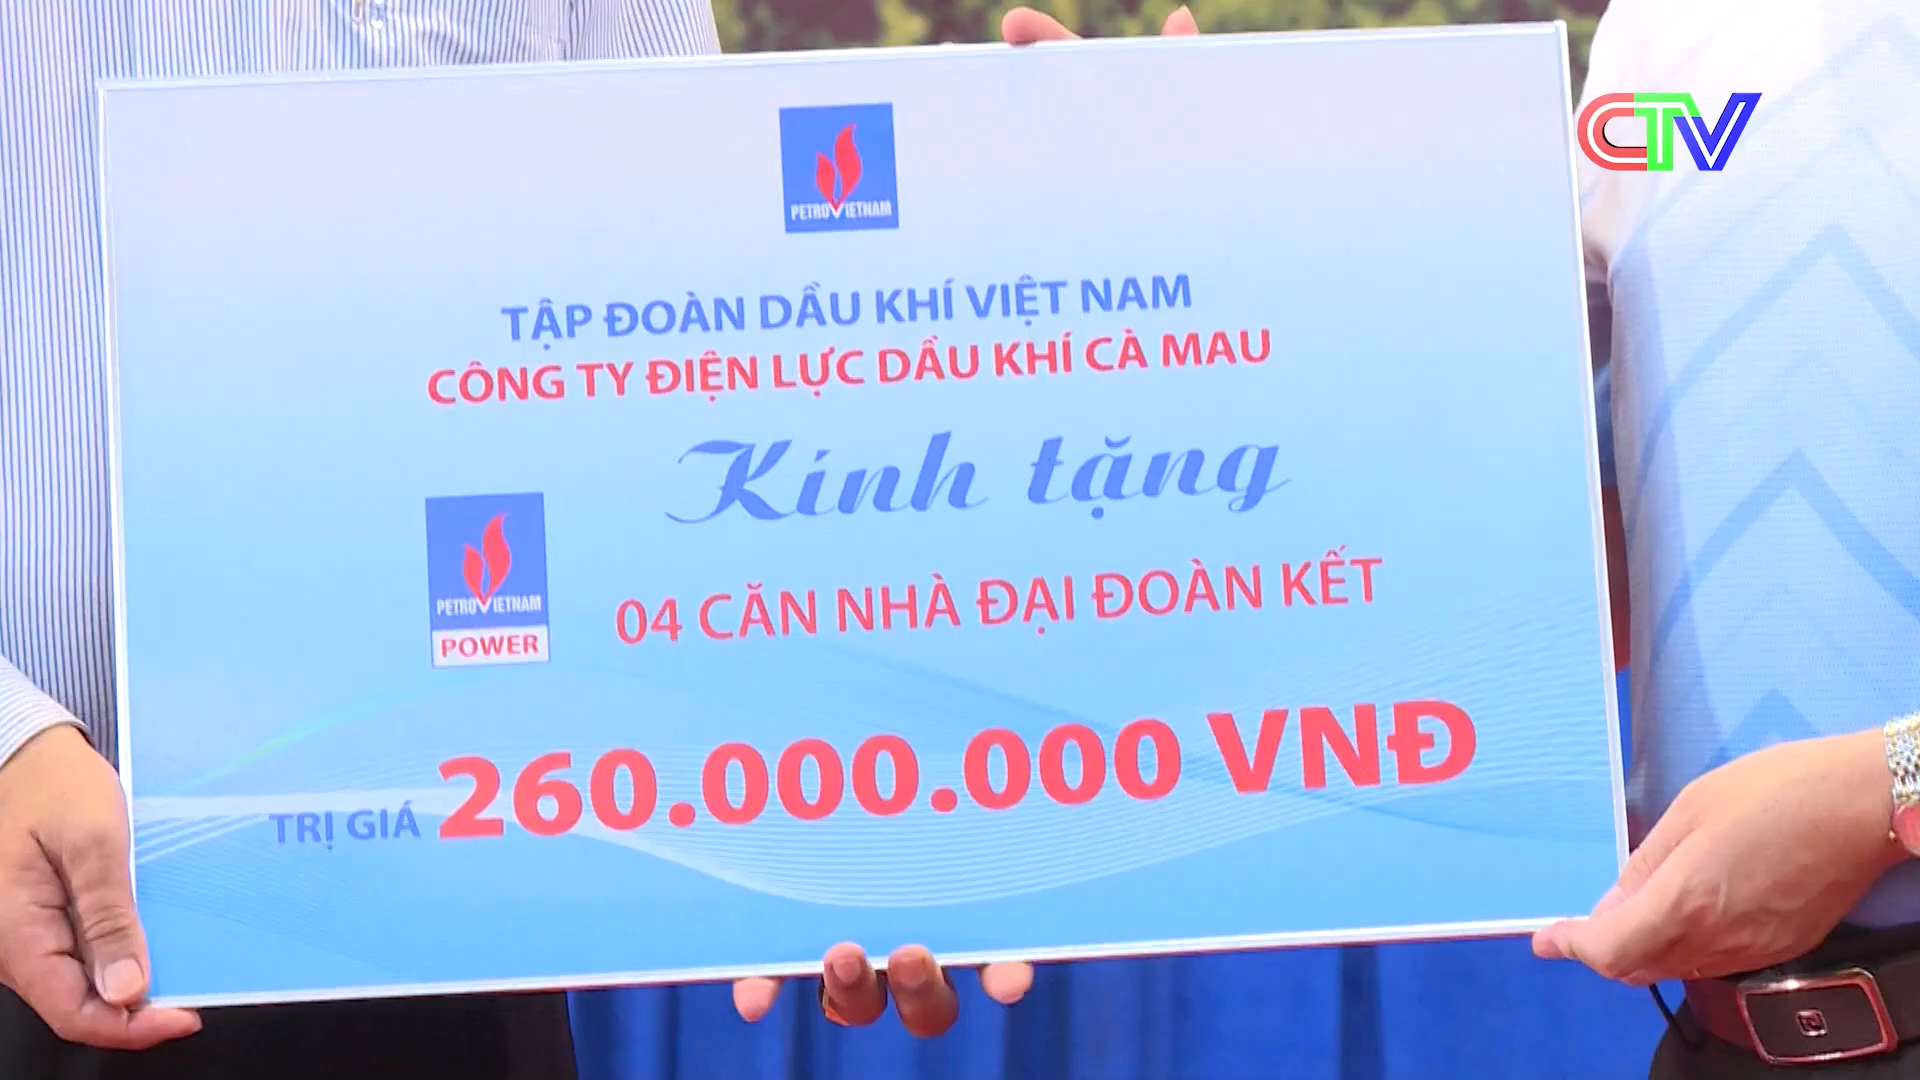 CTV
PETROVIETNAM
TẬP ĐOÀN DẦU KHÍ VIỆT NAM
CÔNG TY ĐIỆN LỰC DẦU KHÍ CÀ MAU
Kính tặng
PETROVIETNAM
POWER
04 CĂN NHÀ ĐẠI ĐOÀN KẾT
TRỊ GIÁ 260.000.000 VNĐ